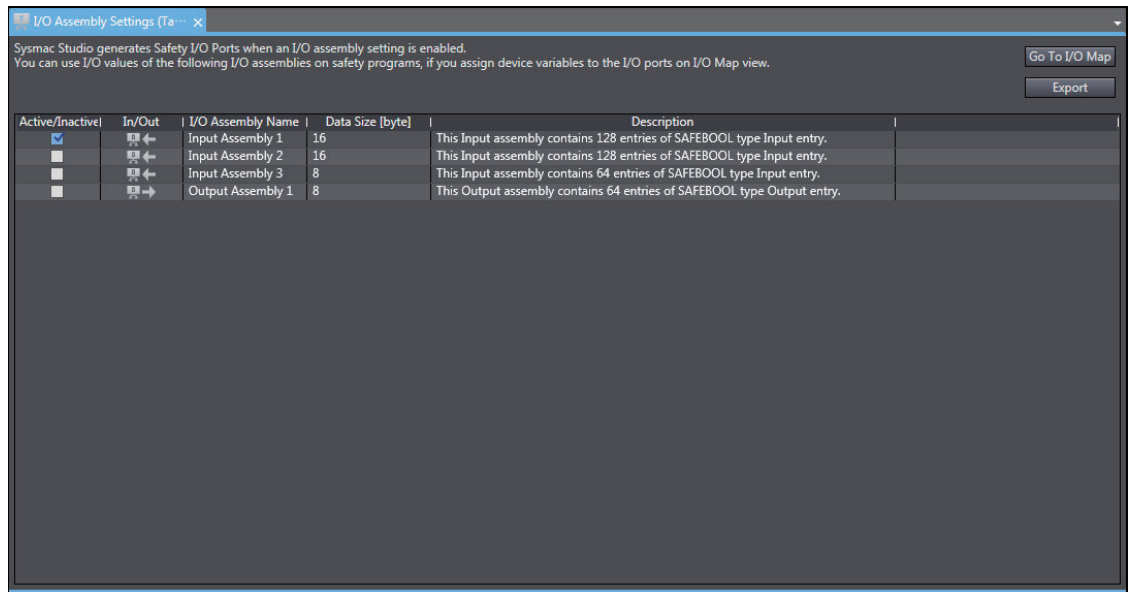 I/O Assembly Settings (Ta···
Sysmac Studio generates Safety I/O Ports when an I/O assembly setting is enabled.
You can use I/O values of the following I/O assemblies on safety programs, if you assign device variables to the I/O ports on I/O Map view.
Go To I/O Map
Export
Active/Inactive In/Out I/O Assembly Name Data Size [byte] Description
Input Assembly 1 16 This Input assembly contains 128 entries of SAFEBOOL type Input entry.
Input Assembly 2 16 This Input assembly contains 128 entries of SAFEBOOL type Input entry.
Input Assembly 3 8 This Input assembly contains 64 entries of SAFEBOOL type Input entry.
Output Assembly 1 8 This Output assembly contains 64 entries of SAFEBOOL type Output entry.